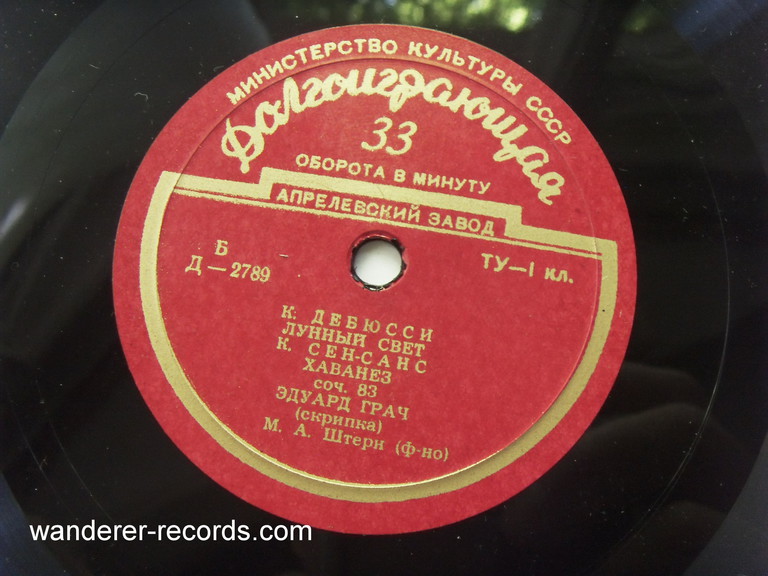 МИНИСТЕРСТВО КУЛЬТУРЫ СССР
Долгоиграющая
33
ОБОРОТА В МИНУТУ
АПРЕЛЕВСКИЙ ЗАВОД
Б
Д — 2789
ТУ—1 кл.
К. ДЕБЮССИ
ЛУННЫЙ СВЕТ
К. СЕН-САНС
ХАВАНЕЗ
соч. 83
ЭДУАРД ГРАЧ
(скрипка)
М. А. Штерн (ф-но)
wanderer-records.com